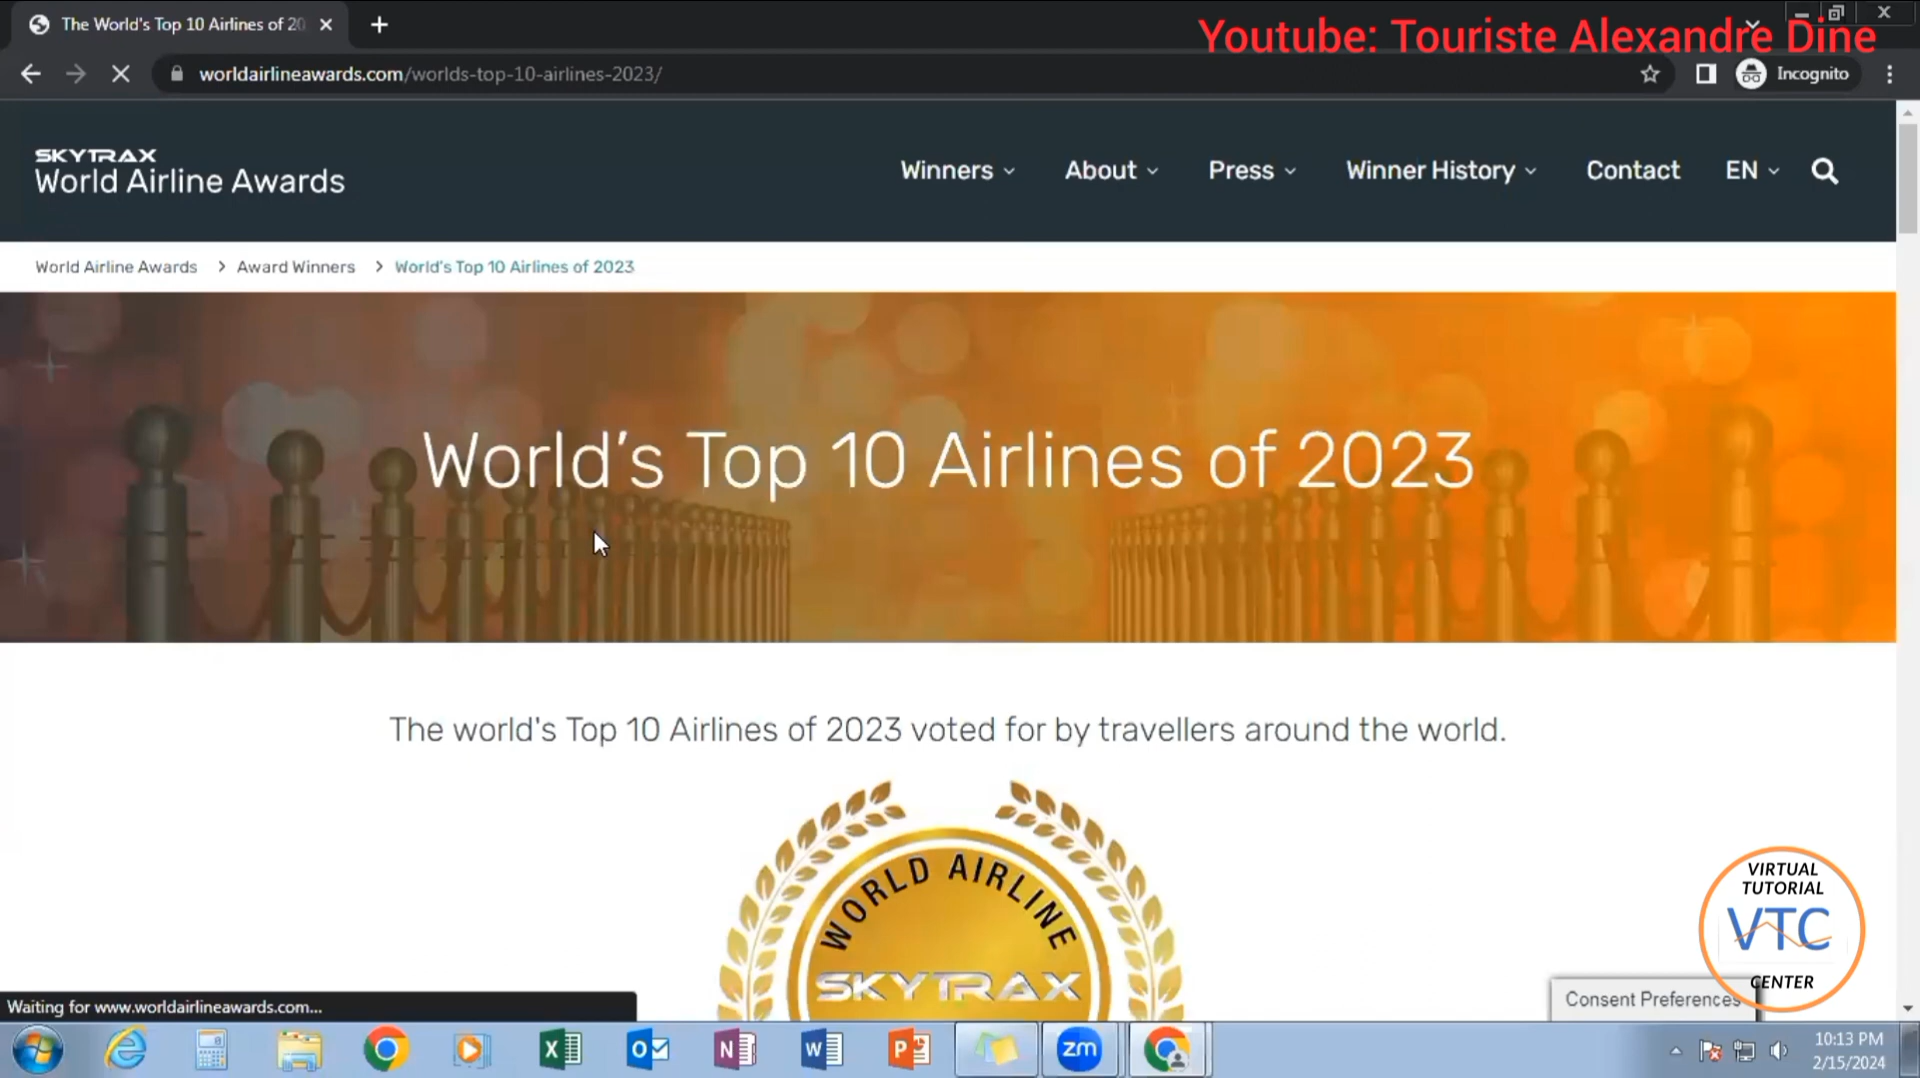 The World's Top 10 Airlines of 20
Youtube: Touriste Alexandre Dine
worldairlineawards.com/worlds-top-10-airlines-2023/
Incognito
SKYTRAX
World Airline Awards
Winners
About
Press
Winner History
Contact
EN
World Airline Awards > Award Winners > World's Top 10 Airlines of 2023
World's Top 10 Airlines of 2023
The world's Top 10 Airlines of 2023 voted for by travellers around the world.
WORLD AIRLINE
SKYTRAX
VIRTUAL
TUTORIAL
VTC
CENTER
Consent Preferences
Waiting for www.worldairlineawards.com...
zm
10:13 PM
2/15/2024